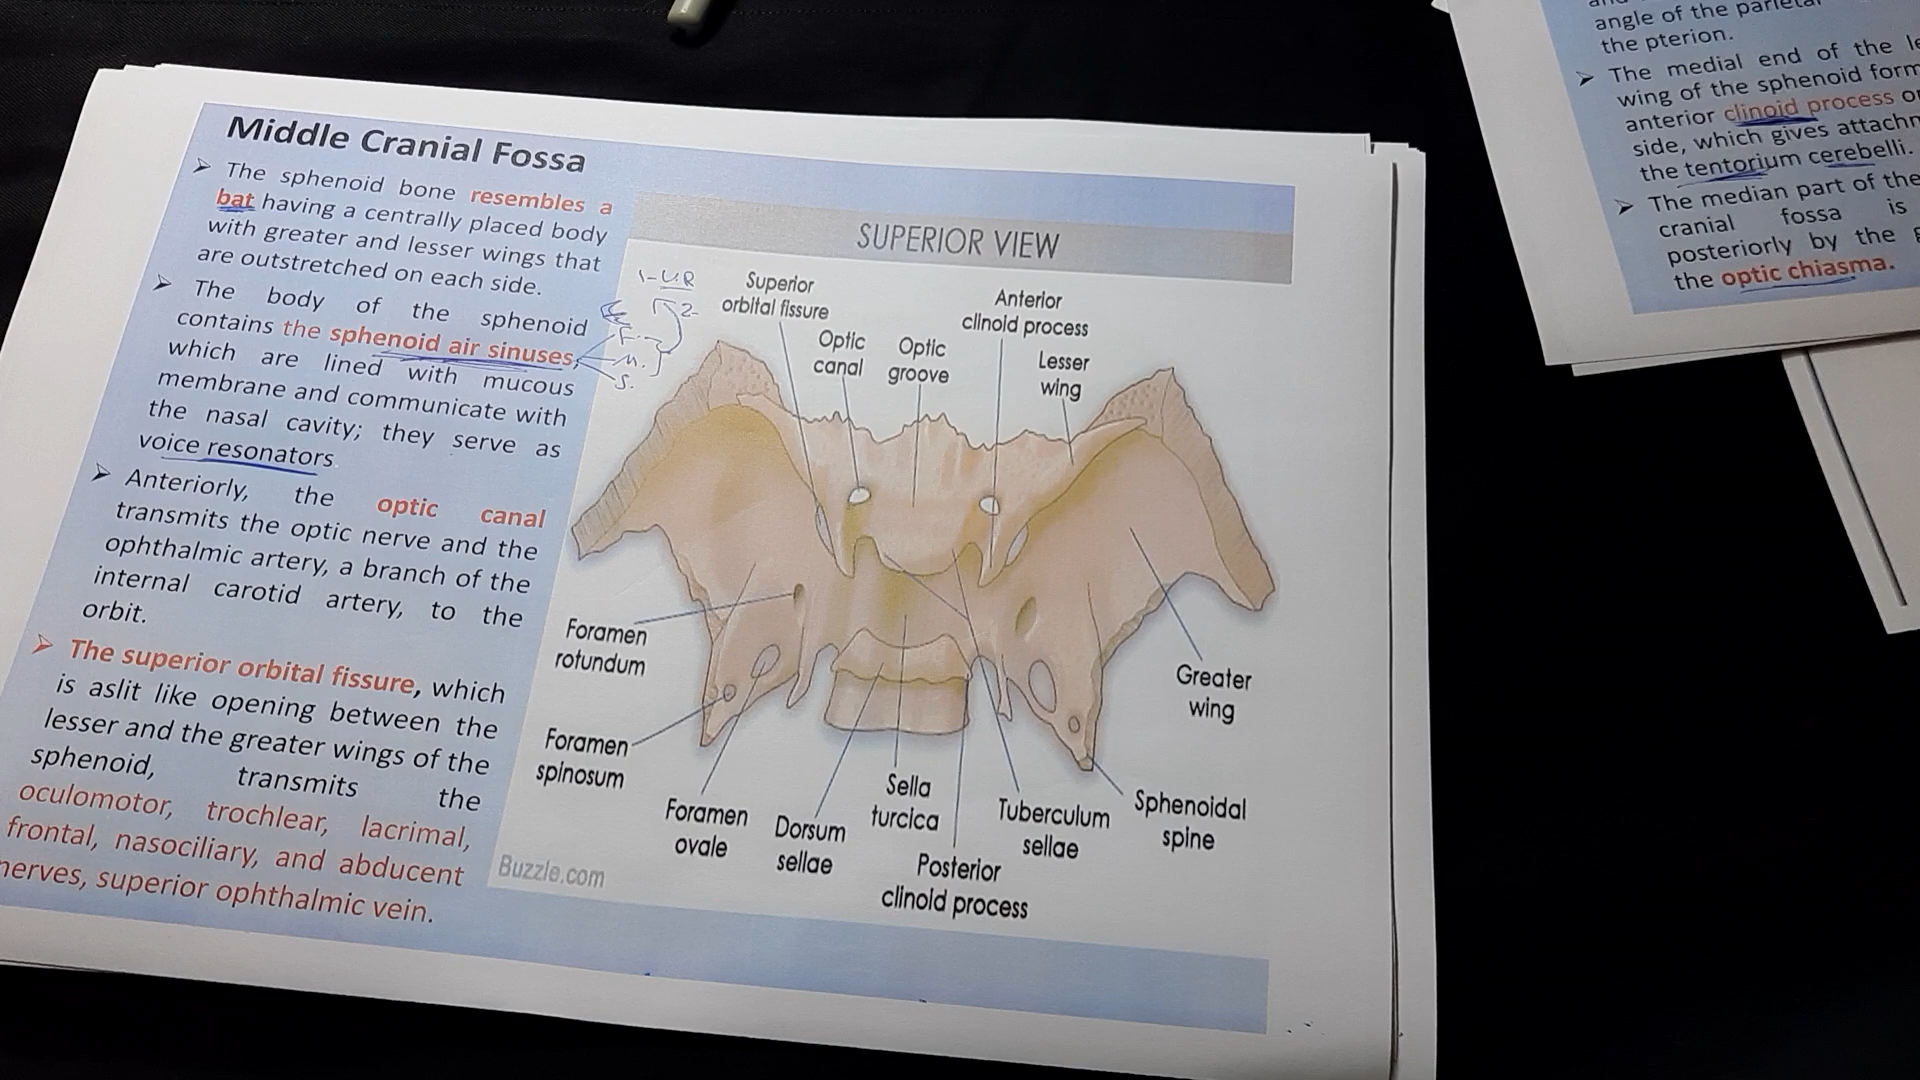 Middle Cranial Fossa
➢ The sphenoid bone resembles a
bat having a centrally placed body
with greater and lesser wings that
are outstretched on each side.
➢ The body of the sphenoid
contains the sphenoid air sinuses,
which are lined with mucous
membrane and communicate with
the nasal cavity; they serve as
voice resonators.
➢ Anteriorly, the optic canal
transmits the optic nerve and the
ophthalmic artery, a branch of the
internal carotid artery, to the
orbit.
➢ The superior orbital fissure, which
is aslit like opening between the
lesser and the greater wings of the
sphenoid, transmits the
oculomotor, trochlear, lacrimal,
frontal, nasociliary, and abducent
nerves, superior ophthalmic vein.
1-U.R
2-
F.
M.
S.
SUPERIOR VIEW
Superior
orbital fissure
Optic
canal
Optic
groove
Anterior
clinoid process
Lesser
wing
Foramen
rotundum
Foramen
spinosum
Foramen
ovale
Dorsum
sellae
Sella
turcica
Posterior
clinoid process
Tuberculum
sellae
Sphenoidal
spine
Greater
wing
Buzzle.com
angle of the parietal
the pterion.
➢ The medial end of the
wing of the sphenoid
anterior clinoid process
side, which gives
the tentorium cerebelli.
➢ The median part of the
cranial fossa is
posteriorly by the
the optic chiasma.